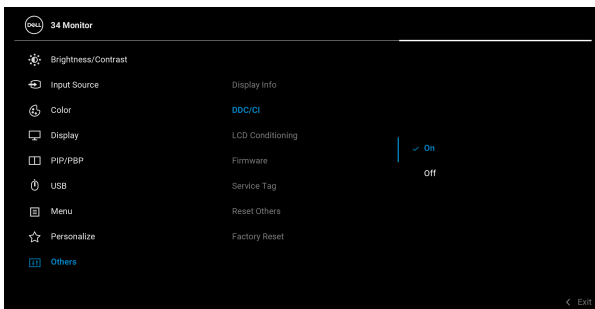 DELL 34 Monitor
Brightness/Contrast
Input Source
Display Info
Color
DDC/CI
Display
LCD Conditioning
On
PIP/PBP
Firmware
Off
USB
Service Tag
Menu
Reset Others
Personalize
Factory Reset
Others
Exit